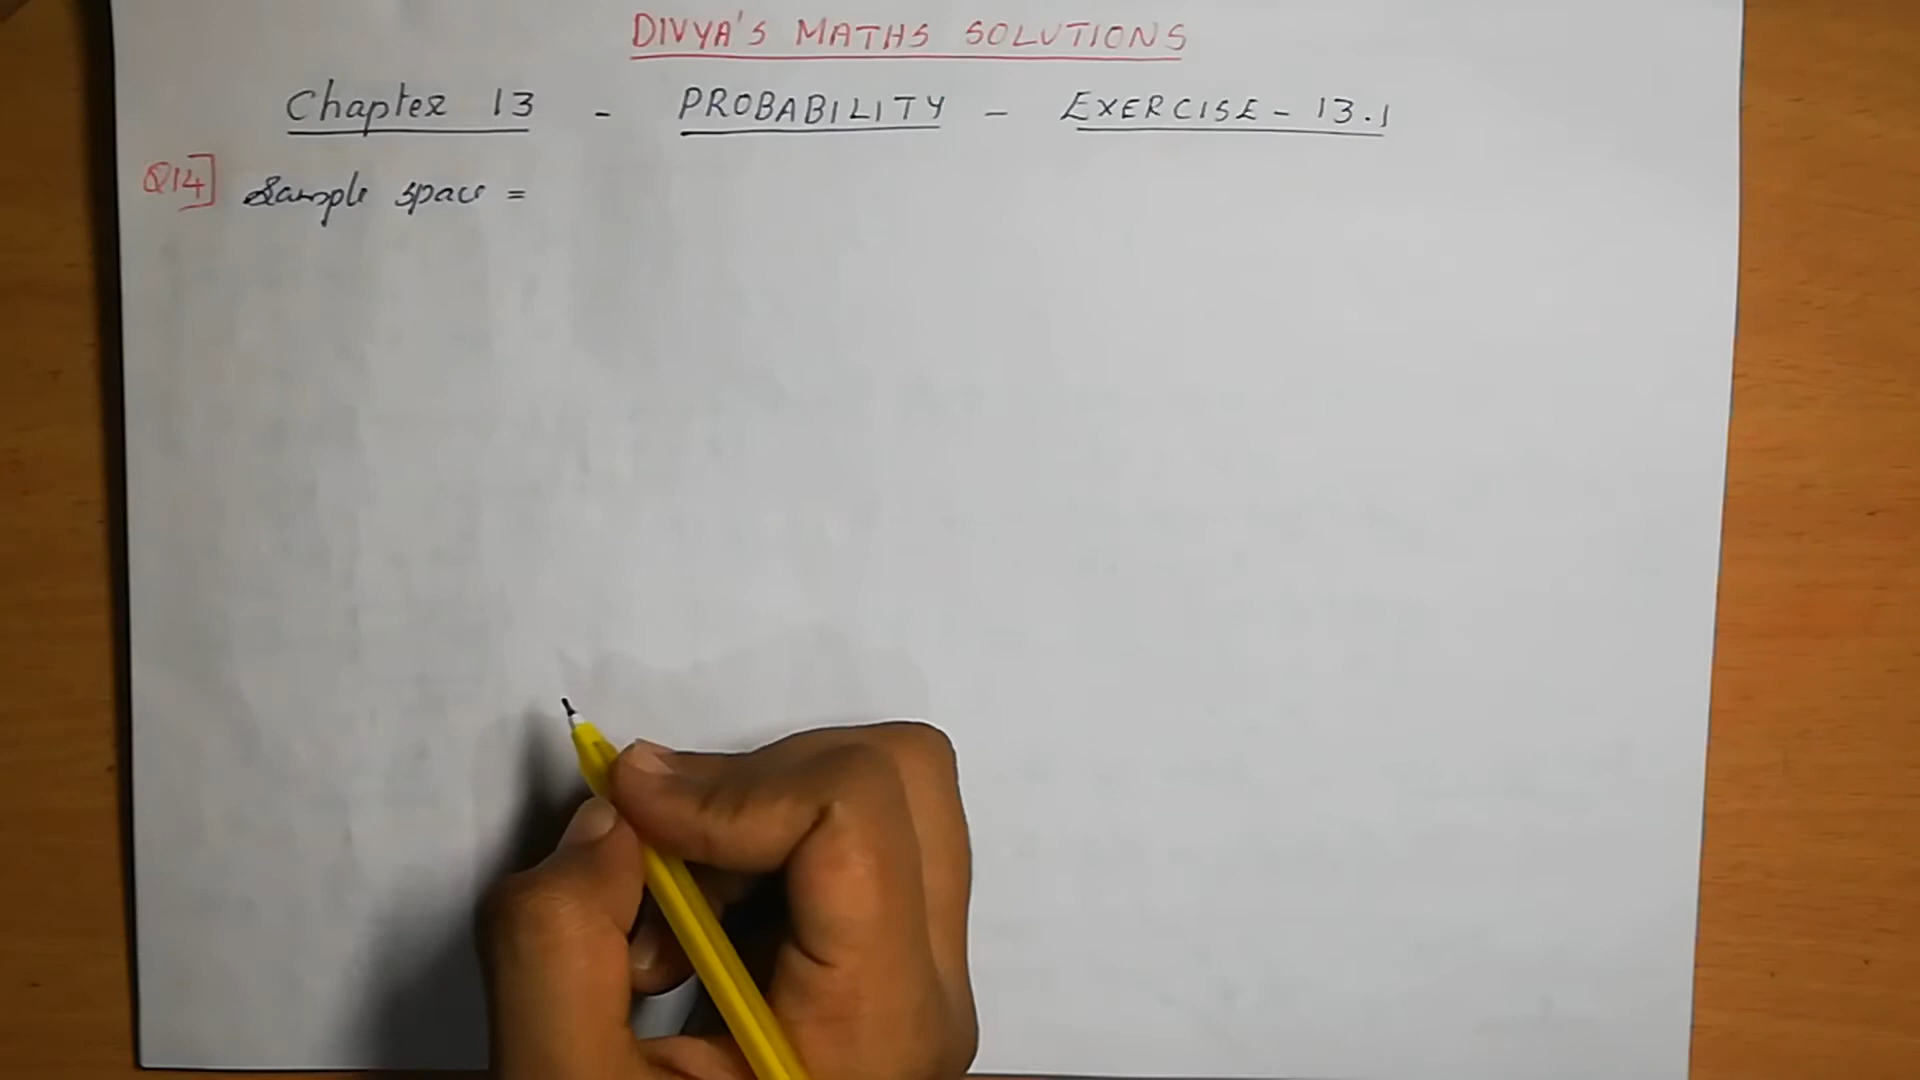 DIVYA'S MATHS SOLUTIONS
Chapter 13 - PROBABILITY - EXERCISE - 13.1
Q14] Sample space =